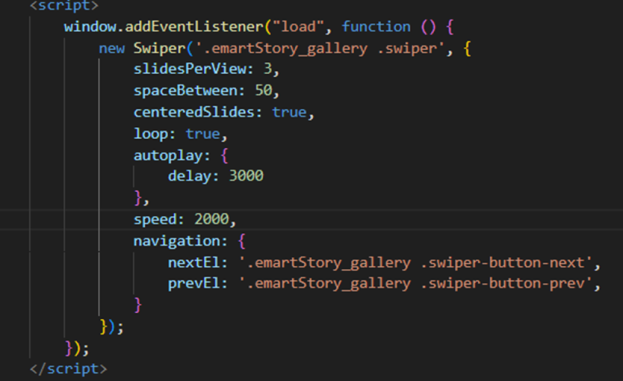 <script>
window.addEventListener("load", function () {
new Swiper('.emartStory_gallery .swiper', {
slidesPerView: 3,
spaceBetween: 50,
centeredSlides: true,
loop: true,
autoplay: {
delay: 3000
},
speed: 2000,
navigation: {
nextEl: '.emartStory_gallery .swiper-button-next',
prevEl: '.emartStory_gallery .swiper-button-prev',
}
});
});
</script>